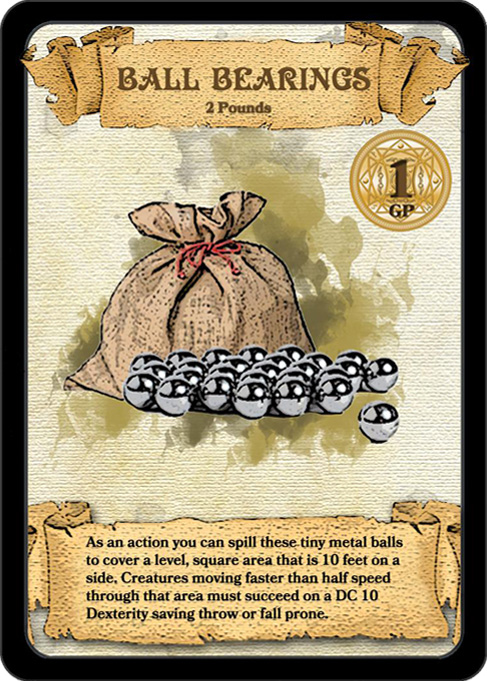 BALL BEARINGS
2 Pounds
1
GP
As an action you can spill these tiny metal balls
to cover a level, square area that is 10 feet on a
side. Creatures moving faster than half speed
through that area must succeed on a DC 10
Dexterity saving throw or fall prone.